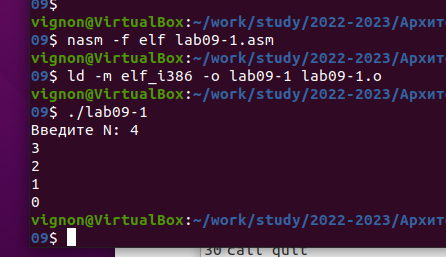 09$
vignon@VirtualBox:~/work/study/2022-2023/Архите
09$ nasm -f elf lab09-1.asm
vignon@VirtualBox:~/work/study/2022-2023/Архит
09$ ld -m elf_i386 -o lab09-1 lab09-1.o
vignon@VirtualBox:~/work/study/2022-2023/Архит
09$ ./lab09-1
Введите N: 4
3
2
1
0
vignon@VirtualBox:~/work/study/2022-2023/Архит
09$
30 call quit